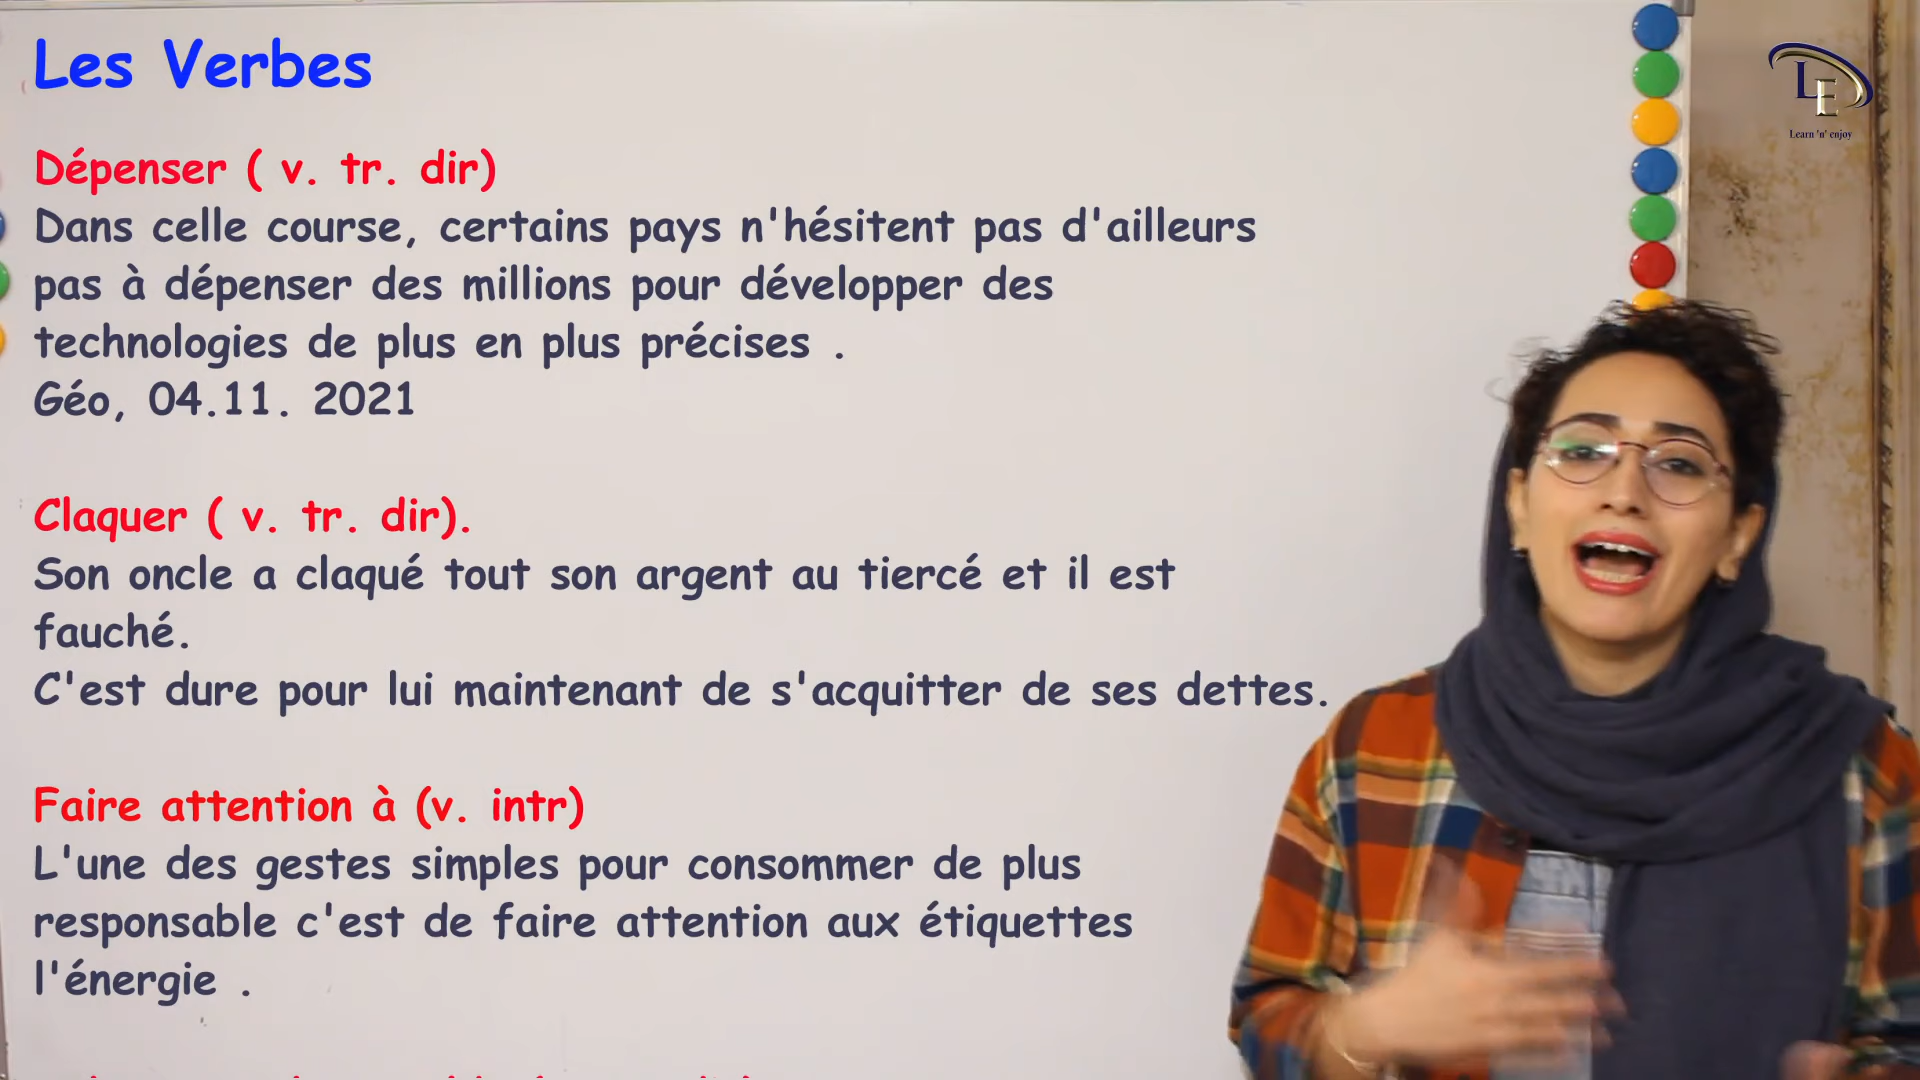 Les Verbes
Dépenser ( v. tr. dir)
Dans celle course, certains pays n'hésitent pas d'ailleurs
pas à dépenser des millions pour développer des
technologies de plus en plus précises .
Géo, 04.11. 2021
Claquer ( v. tr. dir).
Son oncle a claqué tout son argent au tiercé et il est
fauché.
C'est dure pour lui maintenant de s'acquitter de ses dettes.
Faire attention à (v. intr)
L'une des gestes simples pour consommer de plus
responsable c'est de faire attention aux étiquettes
l'énergie .
LE
Learn 'n' enjoy